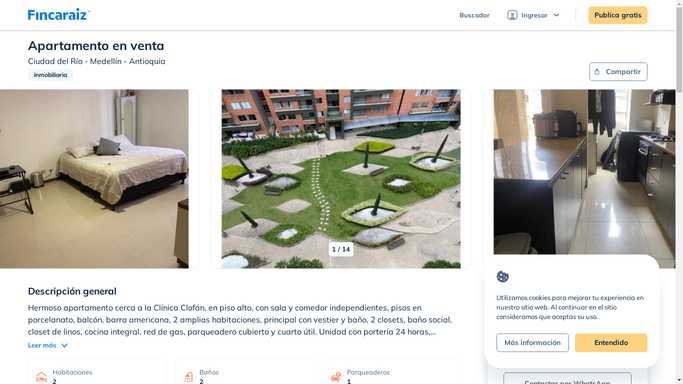 Fincaraiz
Buscador
Ingresar
Publica gratis
Apartamento en venta
Ciudad del Río - Medellín - Antioquia
Inmobiliaria
Compartir
1 / 14
Descripción general
Hermoso apartamento cerca a la Clínica Clofán, en piso alto, con sala y comedor independientes, pisos en
porcelanato, balcón, barra americana, 2 amplias habitaciones, principal con vestier y baño, 2 closets, baño social,
closet de linos, cocina integral, red de gas, parqueadero cubierto y cuarto útil. Unidad con portería 24 horas,...
Leer más
Habitaciones
2
Baños
2
Parqueaderos
1
Utilizamos cookies para mejorar tu experiencia en
nuestro sitio web. Al continuar en el sitio
consideramos que aceptas su uso.
Más información
Entendido
Contactar por WhatsApp